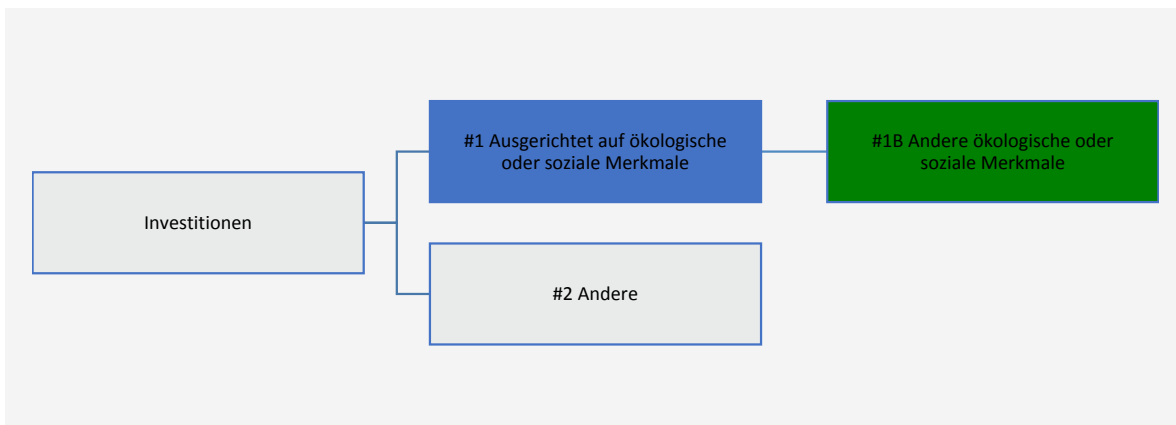 #1 Ausgerichtet auf ökologische
oder soziale Merkmale
#1B Andere ökologische oder
soziale Merkmale
Investitionen
#2 Andere